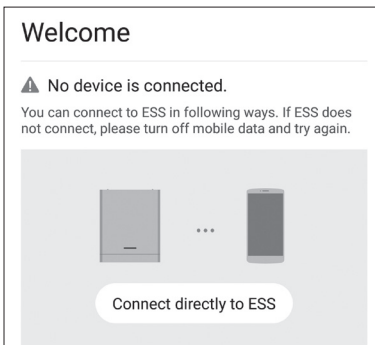 Welcome
No device is connected.
You can connect to ESS in following ways. If ESS does
not connect, please turn off mobile data and try again.
Connect directly to ESS